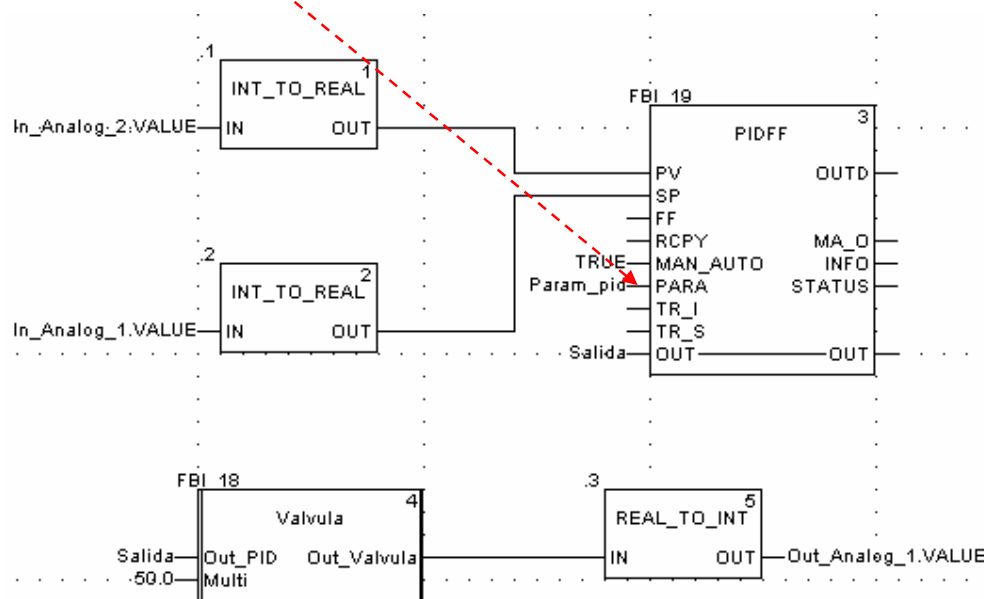 .1
1
INT_TO_REAL
In_Analog_2.VALUE
IN OUT
FBI_19
3
PIDFF
PV OUTD
SP
FF
RCPY MA_O
TRUE MAN_AUTO INFO
Param_pid PARA STATUS
TR_I
TR_S
Salida OUT OUT
.2
2
INT_TO_REAL
In_Analog_1.VALUE IN OUT
FBI_18
4
Valvula
Salida Out_PID Out_Valvula
50.0 Multi
.3
5
REAL_TO_INT
IN OUT Out_Analog_1.VALUE